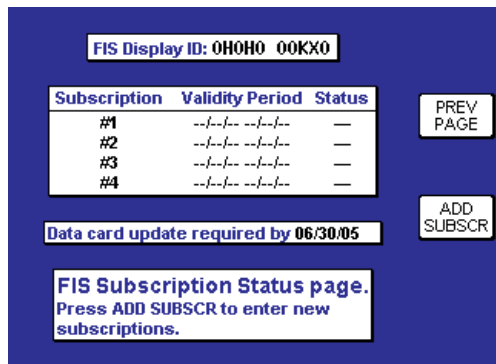 FIS Display ID: 0H0H0 00KX0
Subscription Validity Period Status
#1 --/--/-- --/--/-- —
#2 --/--/-- --/--/-- —
#3 --/--/-- --/--/-- —
#4 --/--/-- --/--/-- —
PREV
PAGE
Data card update required by 06/30/05
ADD
SUBSCR
FIS Subscription Status page.
Press ADD SUBSCR to enter new
subscriptions.